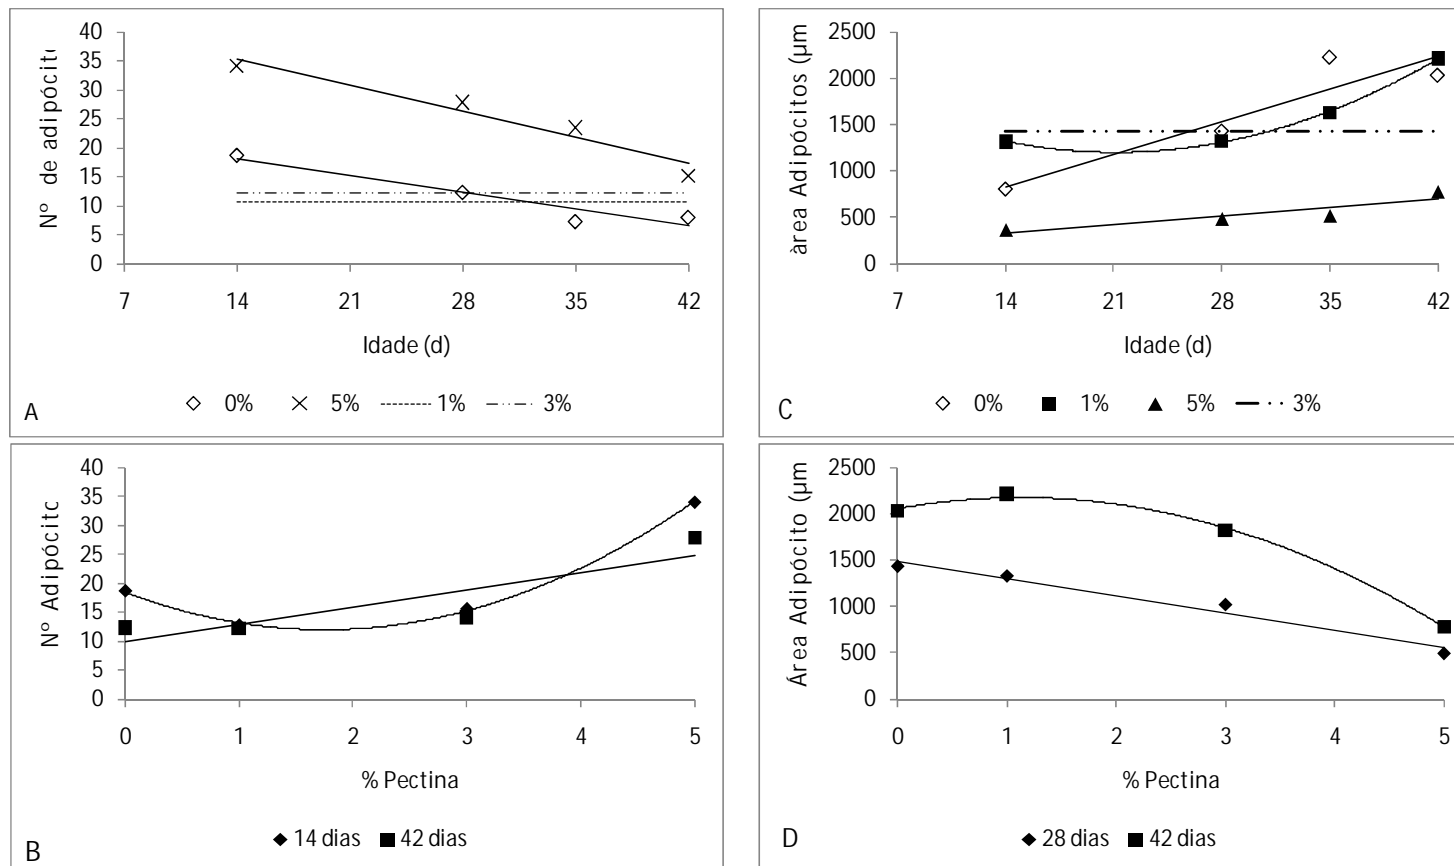 40
35
30
25
20
15
10
5
0
Nº de adipócito
7 14 21 28 35 42
Idade (d)
0% 5% 1% 3%
A
2500
2000
1500
1000
500
0
àrea Adipócitos (µm
7 14 21 28 35 42
Idade (d)
0% 1% 5% 3%
C
40
35
30
25
20
15
10
5
0
Nº Adipócito
0 1 2 3 4 5
% Pectina
14 dias 42 dias
B
2500
2000
1500
1000
500
0
Área Adipócito (µm
0 1 2 3 4 5
% Pectina
28 dias 42 dias
D